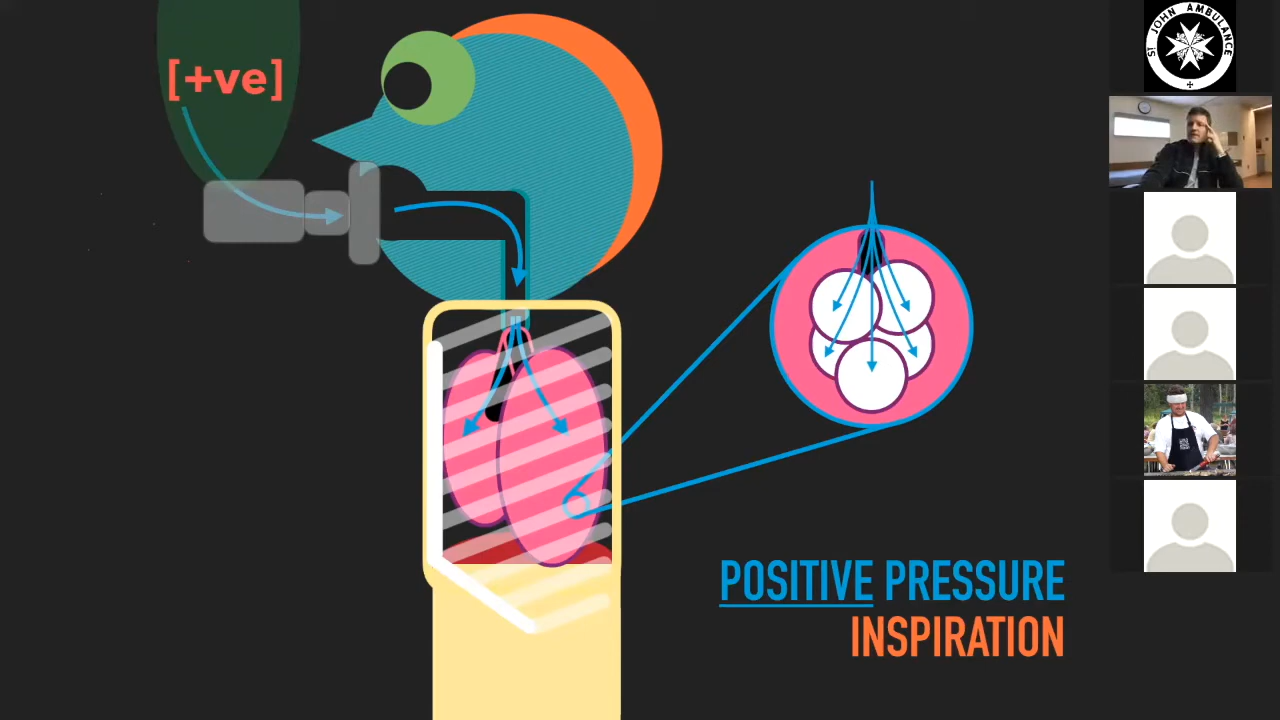 [+ve]
ST JOHN AMBULANCE
POSITIVE PRESSURE
INSPIRATION